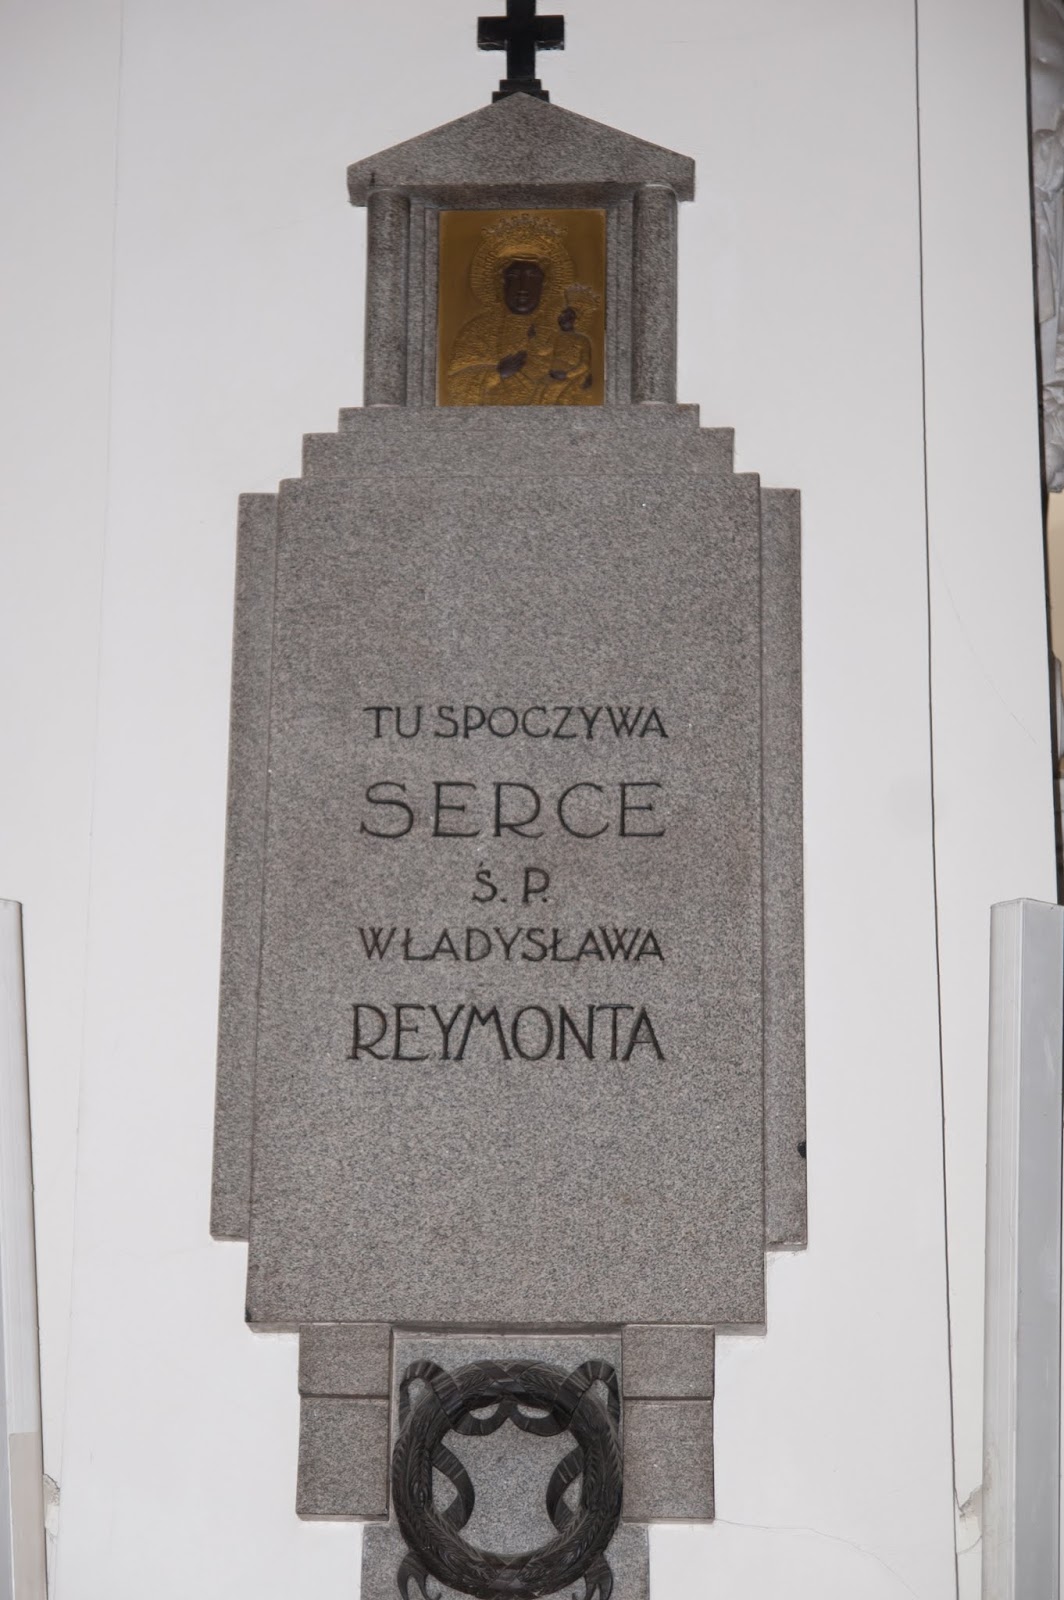 TU SPOCZYWA
SERCE
Ś. P.
WŁADYSŁAWA
REYMONTA